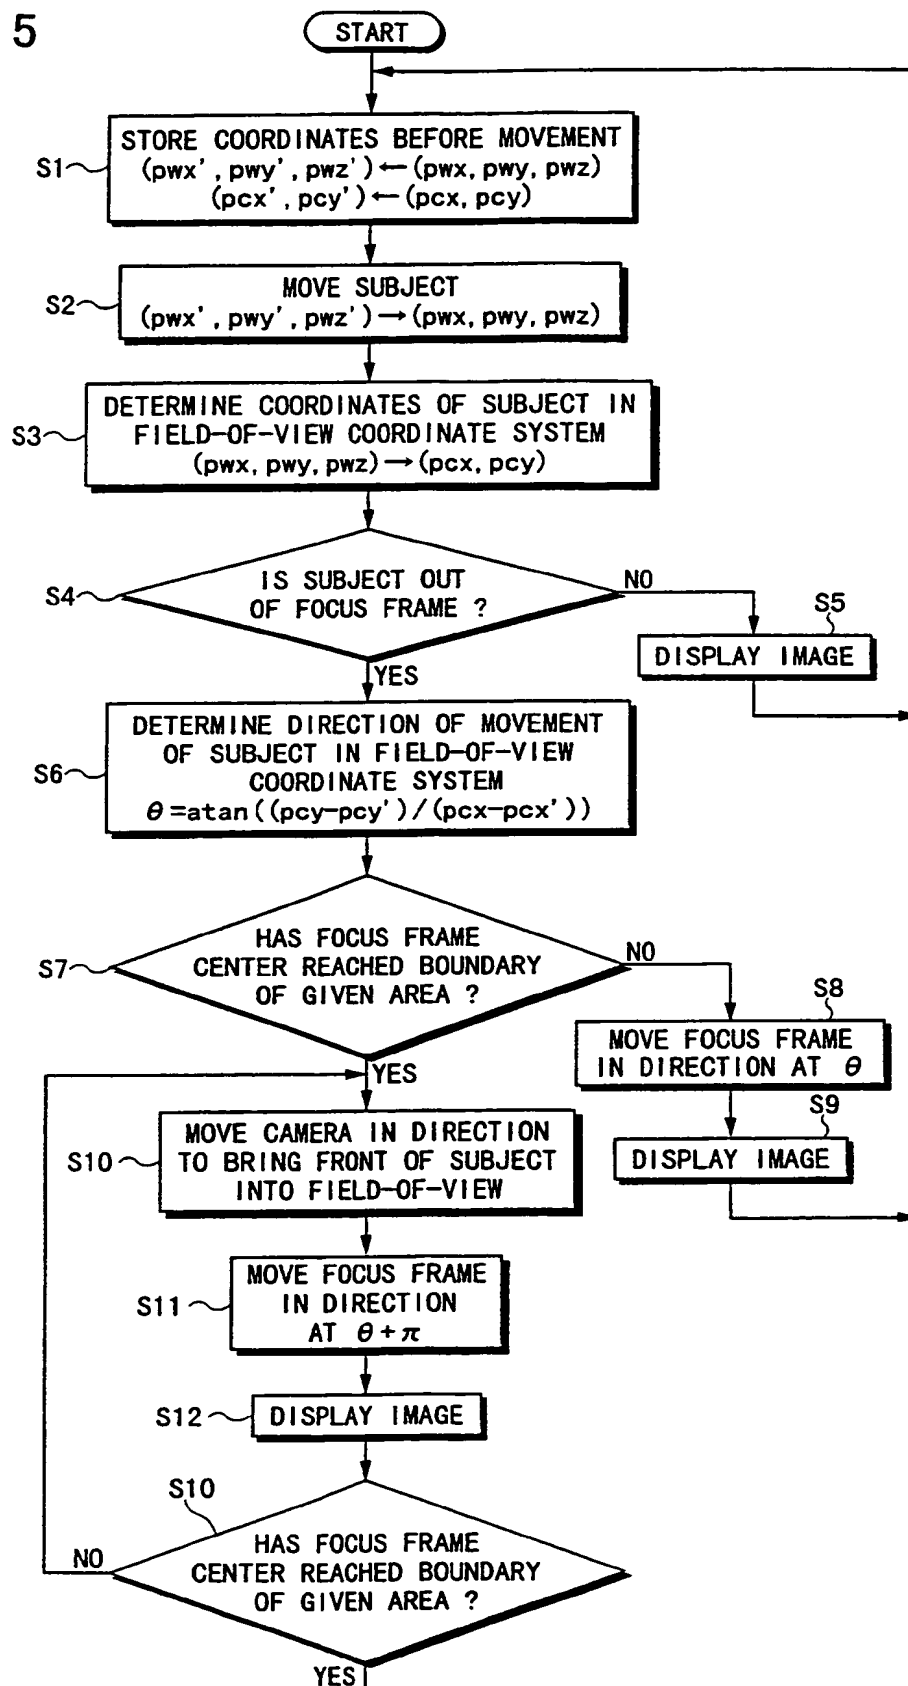 5
START
S1
STORE COORDINATES BEFORE MOVEMENT
(pwx', pwy', pwz')←(pwx, pwy, pwz)
(pcx', pcy')←(pcx, pcy)
S2
MOVE SUBJECT
(pwx', pwy', pwz')→(pwx, pwy, pwz)
S3
DETERMINE COORDINATES OF SUBJECT IN
FIELD-OF-VIEW COORDINATE SYSTEM
(pwx, pwy, pwz)→(pcx, pcy)
S4
IS SUBJECT OUT
OF FOCUS FRAME ?
NO
S5
DISPLAY IMAGE
YES
S6
DETERMINE DIRECTION OF MOVEMENT
OF SUBJECT IN FIELD-OF-VIEW
COORDINATE SYSTEM
θ=atan((pcy-pcy')/(pcx-pcx'))
S7
HAS FOCUS FRAME
CENTER REACHED BOUNDARY
OF GIVEN AREA ?
NO
S8
MOVE FOCUS FRAME
IN DIRECTION AT θ
S9
DISPLAY IMAGE
YES
S10
MOVE CAMERA IN DIRECTION
TO BRING FRONT OF SUBJECT
INTO FIELD-OF-VIEW
S11
MOVE FOCUS FRAME
IN DIRECTION
AT θ+π
S12
DISPLAY IMAGE
S10
HAS FOCUS FRAME
CENTER REACHED BOUNDARY
OF GIVEN AREA ?
NO
YES